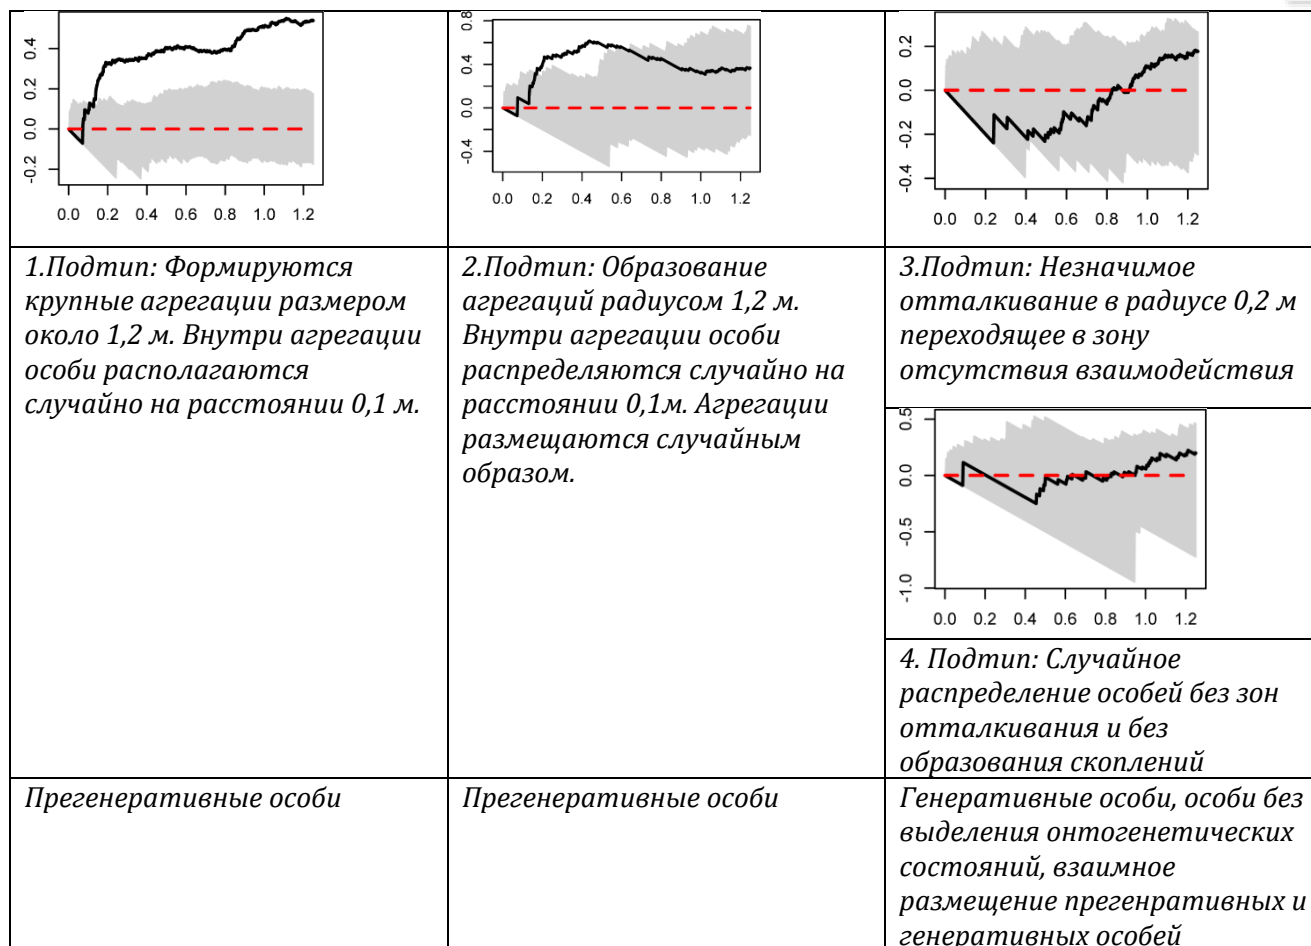 0.4
0.2
0.0
-0.2
0.0 0.2 0.4 0.6 0.8 1.0 1.2
0.8
0.4
0.0
-0.4
0.0 0.2 0.4 0.6 0.8 1.0 1.2
0.2
0.0
-0.2
-0.4
0.0 0.2 0.4 0.6 0.8 1.0 1.2
1.Подтип: Формируются
крупные агрегации размером
около 1,2 м. Внутри агрегации
особи располагаются
случайно на расстоянии 0,1 м.
2.Подтип: Образование
агрегаций радиусом 1,2 м.
Внутри агрегации особи
распределяются случайно на
расстоянии 0,1м. Агрегации
размещаются случайным
образом.
3.Подтип: Незначимое
отталкивание в радиусе 0,2 м
переходящее в зону
отсутствия взаимодействия
0.5
0.0
-0.5
-1.0
0.0 0.2 0.4 0.6 0.8 1.0 1.2
4. Подтип: Случайное
распределение особей без зон
отталкивания и без
образования скоплений
Прегенеративные особи
Прегенеративные особи
Генеративные особи, особи без
выделения онтогенетических
состояний, взаимное
размещение прегенративных и
генеративных особей